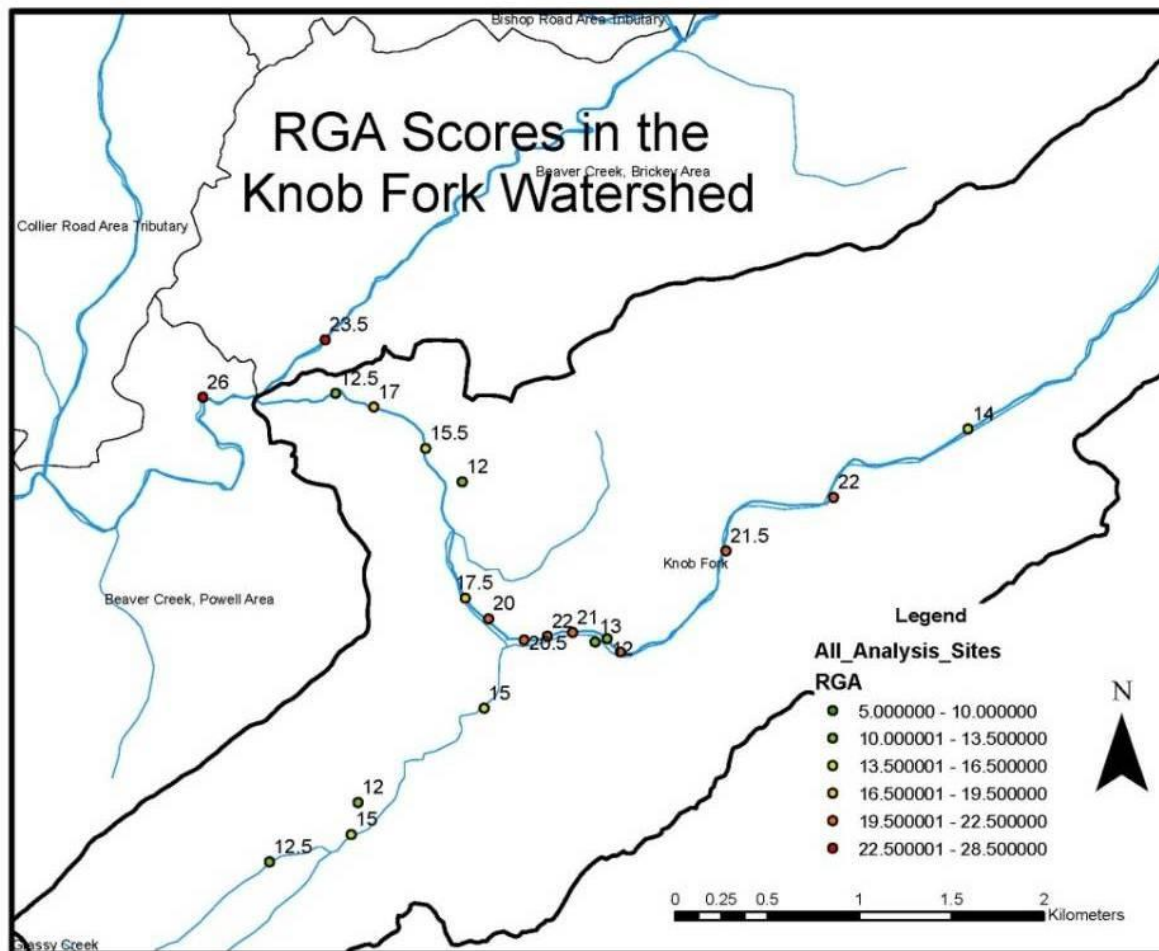 Bishop Road Area Tributary
RGA Scores in the
Knob Fork Watershed
Beaver Creek, Brickey Area
Collier Road Area Tributary
23.5
26
12.5
17
15.5
12
14
22
21.5
Knob Fork
17.5
20
Beaver Creek, Powell Area
20.5
22
21
13
12
15
12
15
12.5
Grassy Creek
Legend
All_Analysis_Sites
RGA
5.000000 - 10.000000
10.000001 - 13.500000
13.500001 - 16.500000
16.500001 - 19.500000
19.500001 - 22.500000
22.500001 - 28.500000
N
0 0.25 0.5 1 1.5 2
Kilometers